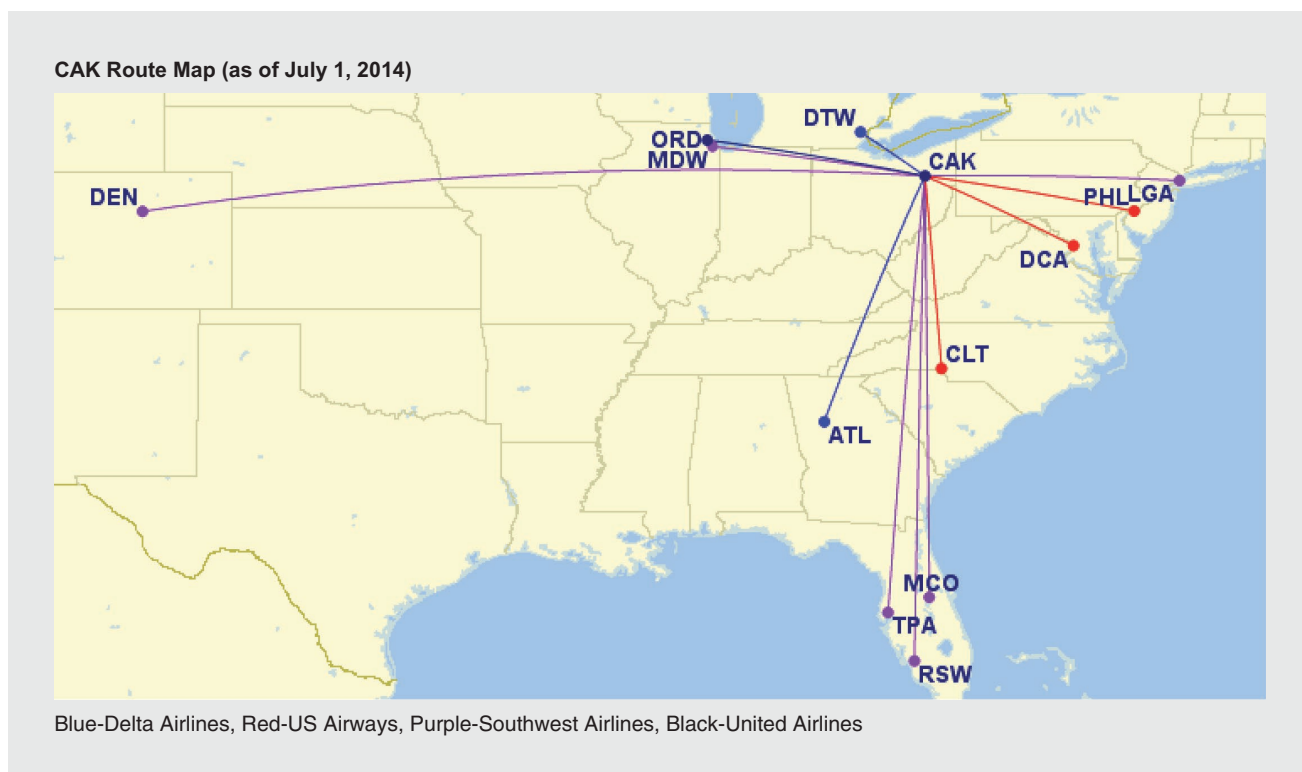 CAK Route Map (as of July 1, 2014)
DTW
ORD
MDW
CAK
DEN
PHL
LGA
DCA
CLT
ATL
MCO
TPA
RSW
Blue-Delta Airlines, Red-US Airways, Purple-Southwest Airlines, Black-United Airlines